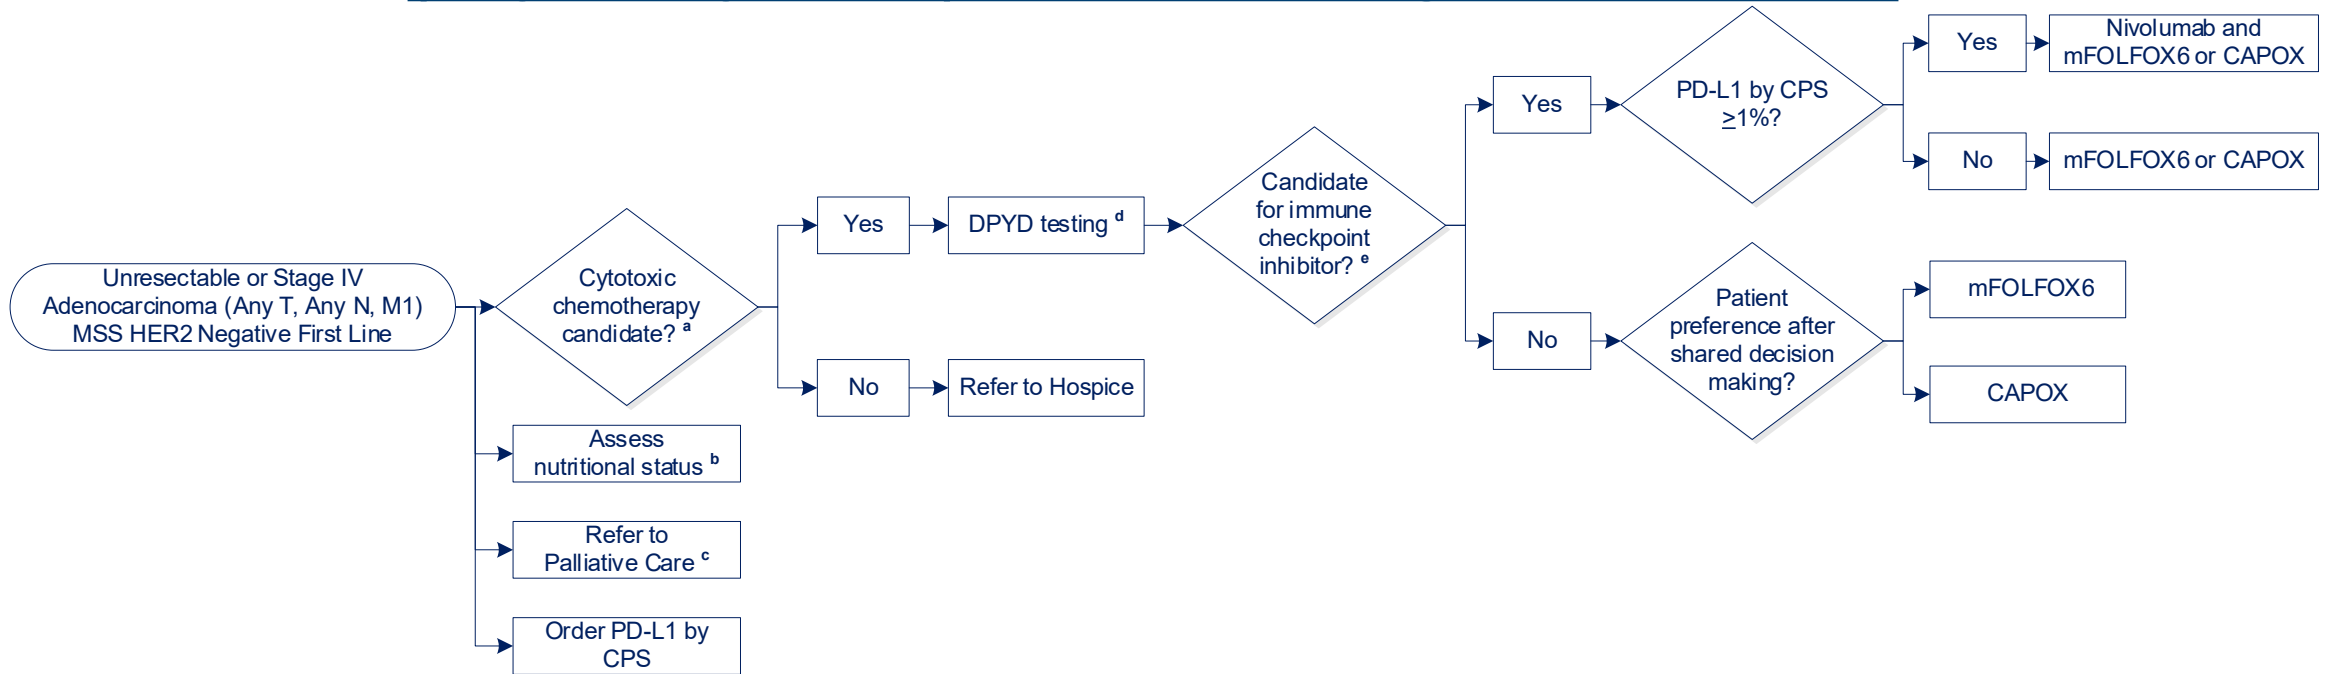 Unresectable or Stage IV
Adenocarcinoma (Any T, Any N, M1)
MSS HER2 Negative First Line
Cytotoxic
chemotherapy
candidate? a
Assess
nutritional status b
Refer to
Palliative Care c
Order PD-L1 by
CPS
Yes
DPYD testing d
No
Refer to Hospice
Candidate
for immune
checkpoint
inhibitor? e
Yes
PD-L1 by CPS
≥1%?
Yes
Nivolumab and
mFOLFOX6 or CAPOX
No
mFOLFOX6 or CAPOX
No
Patient
preference after
shared decision
making?
mFOLFOX6
CAPOX